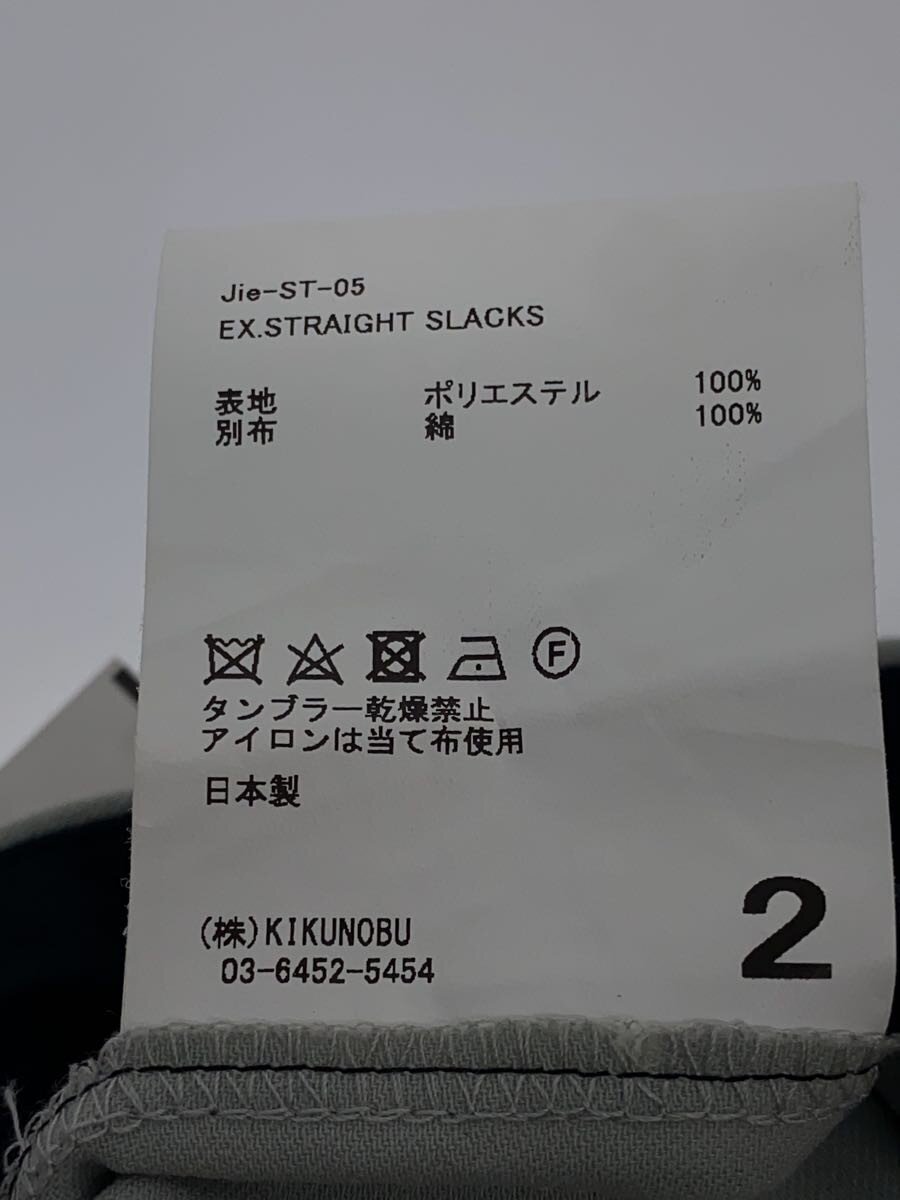 Jie-ST-05
EX.STRAIGHT SLACKS
表地 ポリエステル 100%
別布 綿 100%
F
タンブラー乾燥禁止
アイロンは当て布使用
日本製
2
(株)KIKUNOBU
03-6452-5454